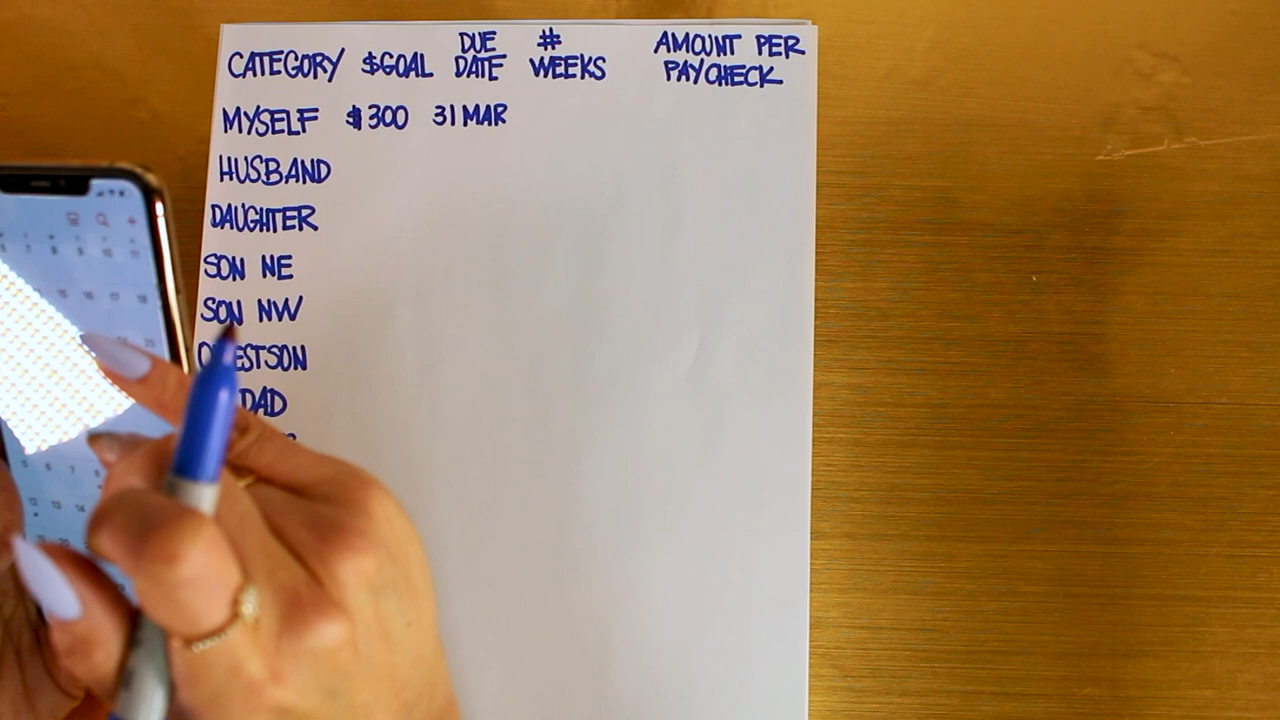 CATEGORY $GOAL DUE DATE # WEEKS AMOUNT PER PAYCHECK
MYSELF $300 31 MAR
HUSBAND
DAUGHTER
SON NE
SON NW
DAD